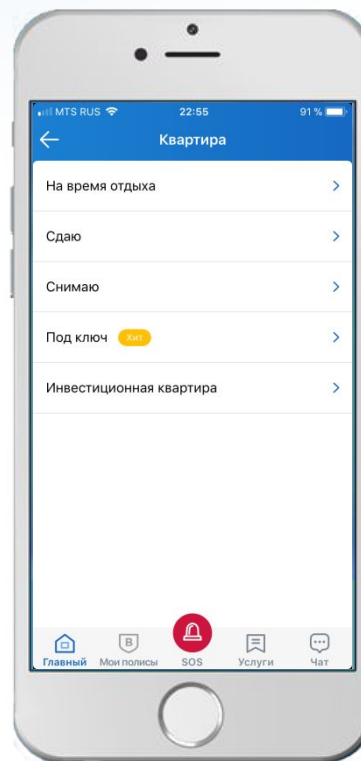 MTS RUS 22:55 91 %
Квартира
На время отдыха
Сдаю
Снимаю
Под ключ Хит
Инвестиционная квартира
B
Главный Мои полисы SOS Услуги Чат